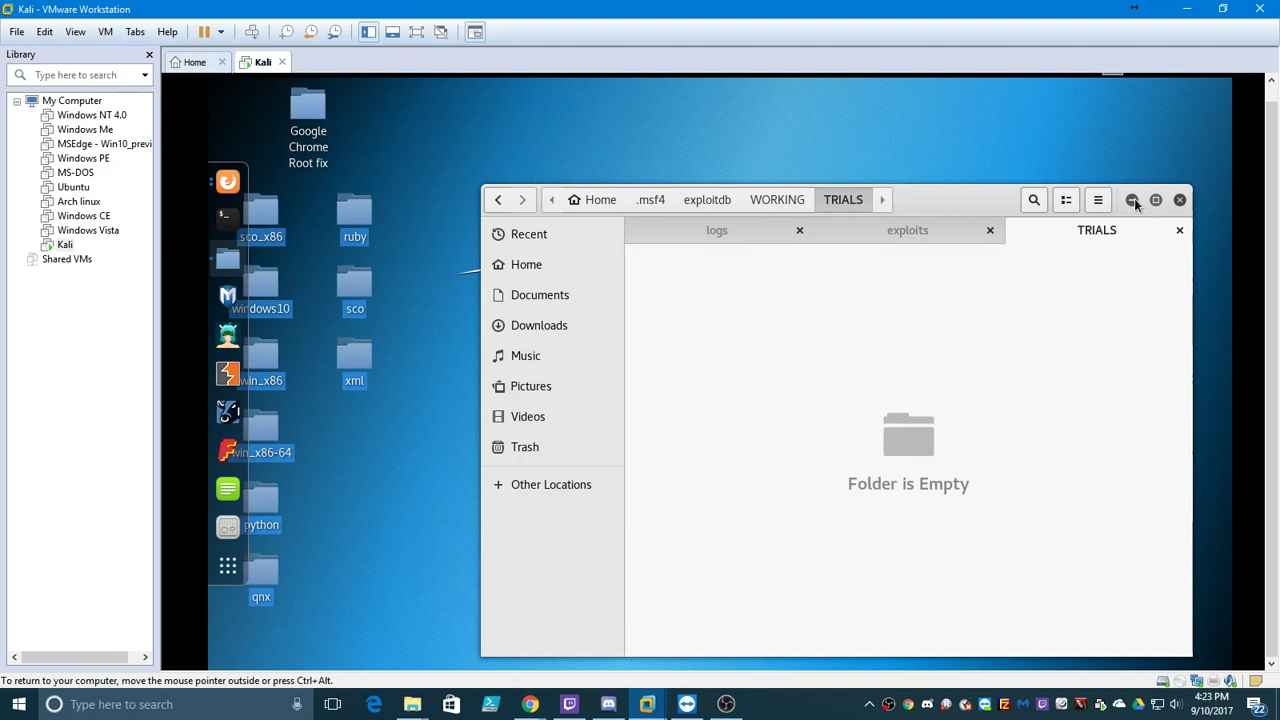 Kali - VMware Workstation
File Edit View VM Tabs Help
Library
Type here to search
My Computer
Windows NT 4.0
Windows Me
MSEdge - Win10_previ
Windows PE
MS-DOS
Ubuntu
Arch linux
Windows CE
Windows Vista
Kali
Shared VMs
Home
Kali
Google
Chrome
Root fix
sco_x86
ruby
windows10
sco
win_x86
xml
win_x86-64
python
qnx
Home .msf4 exploitdb WORKING TRIALS
logs
exploits
TRIALS
Recent
Home
Documents
Downloads
Music
Pictures
Videos
Trash
Other Locations
Folder is Empty
To return to your computer, move the mouse pointer outside or press Ctrl+Alt.
Type here to search
4:23 PM
9/10/2017
22